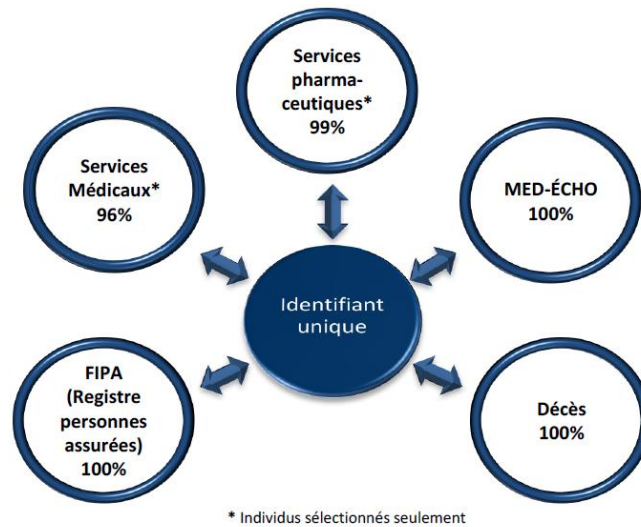 Services
pharma-
ceutiques*
99%
Services
Médicaux*
96%
MED-ÉCHO
100%
Identifiant
unique
FIPA
(Registre
personnes
assurées)
100%
Décès
100%
* Individus sélectionnés seulement